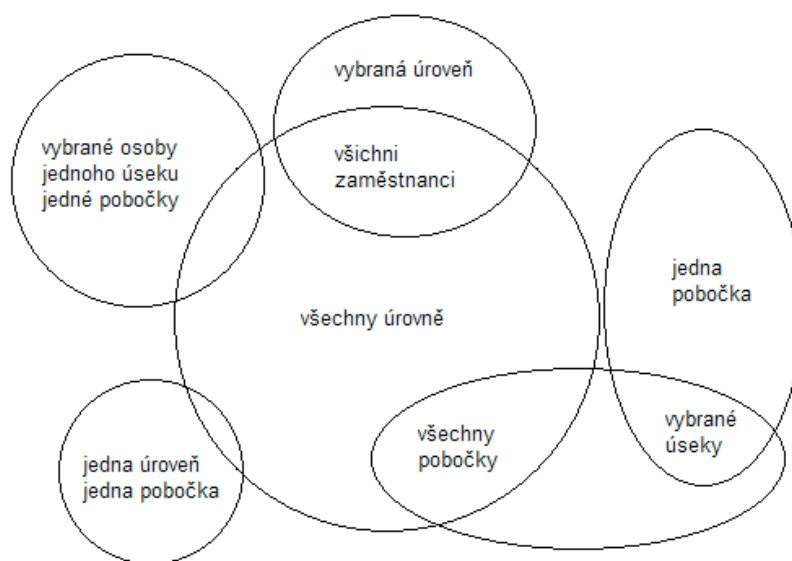 vybraná úroveň
vybrané osoby
jednoho úseku
jedné pobočky
všichni
zaměstnanci
jedna
pobočka
všechny úrovně
vybrané
úseky
všechny
pobočky
jedna úroveň
jedna pobočka